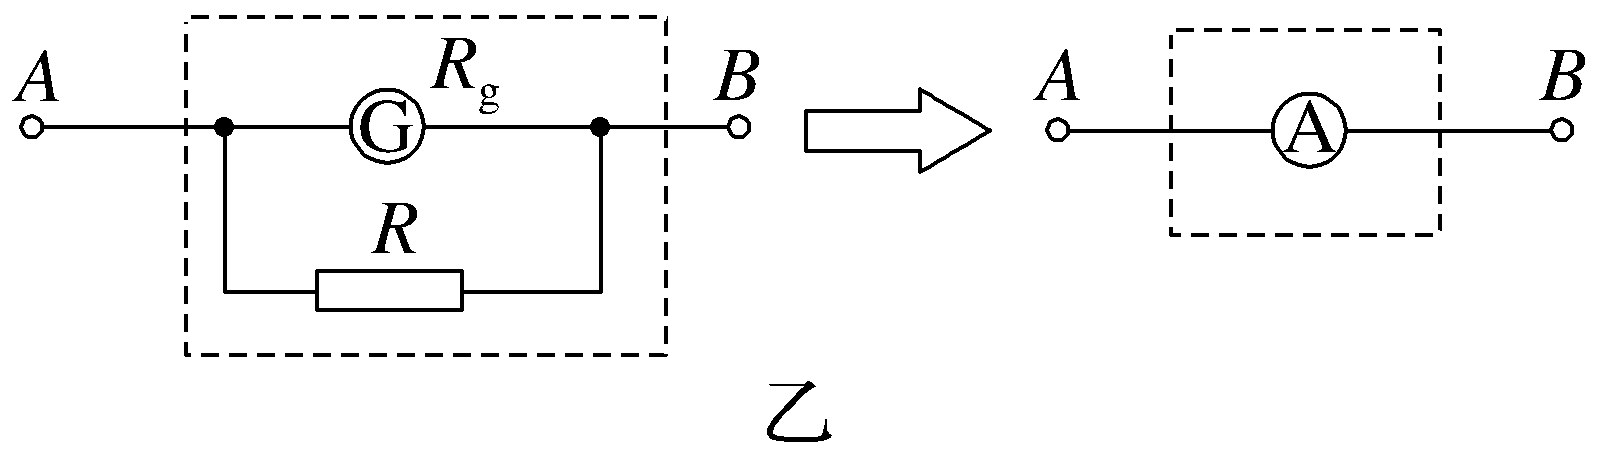 A G R_g B
R
A A B
乙